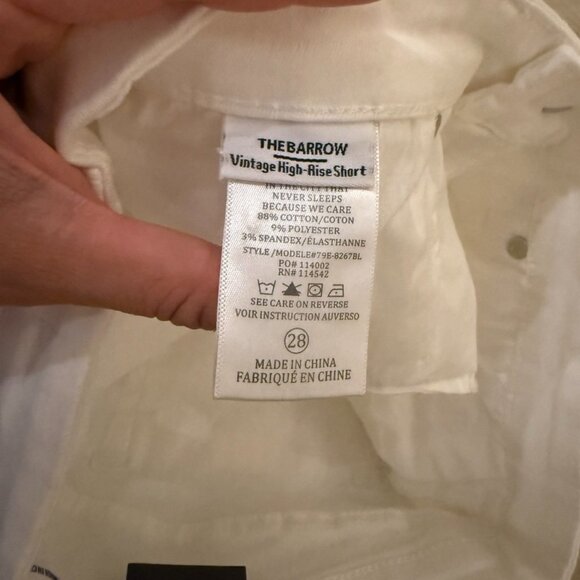 THE BARROW
Vintage High-Rise Short
IN THE CITY THAT
NEVER SLEEPS
BECAUSE WE CARE
88% COTTON/COTON
9% POLYESTER
3% SPANDEX/ÉLASTHANNE
STYLE /MODELE#79E-8267BL
PO# 114002
RN# 114542
SEE CARE ON REVERSE
VOIR INSTRUCTION AUVERSO
28
MADE IN CHINA
FABRIQUÉ EN CHINE